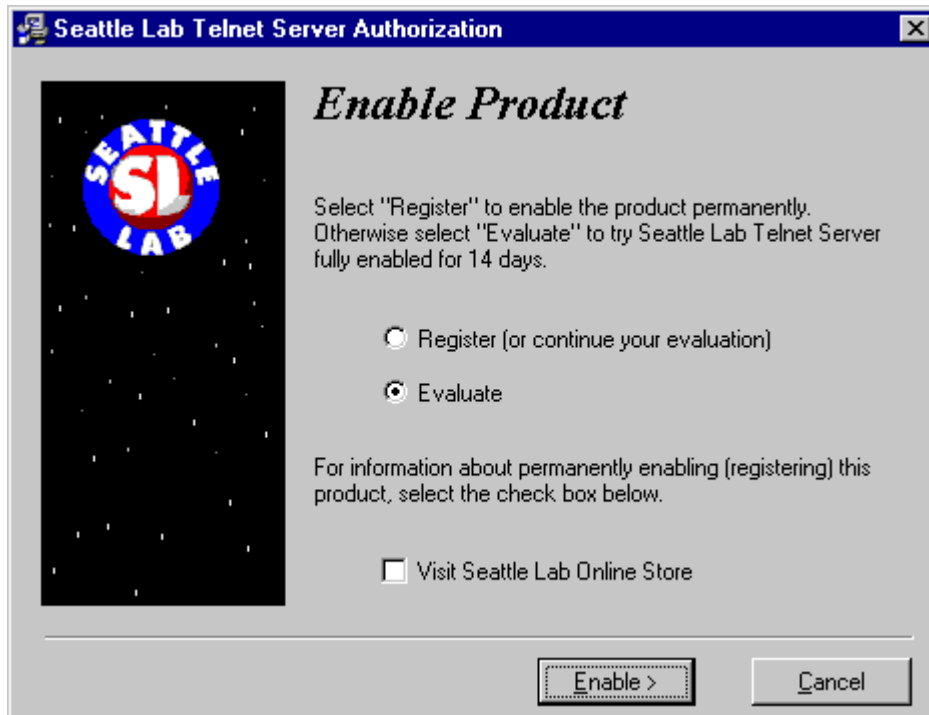 Seattle Lab Telnet Server Authorization
SEATTLE
SL
LAB
Enable Product
Select "Register" to enable the product permanently.
Otherwise select "Evaluate" to try Seattle Lab Telnet Server
fully enabled for 14 days.
Register (or continue your evaluation)
Evaluate
For information about permanently enabling (registering) this
product, select the check box below.
Visit Seattle Lab Online Store
Enable >
Cancel